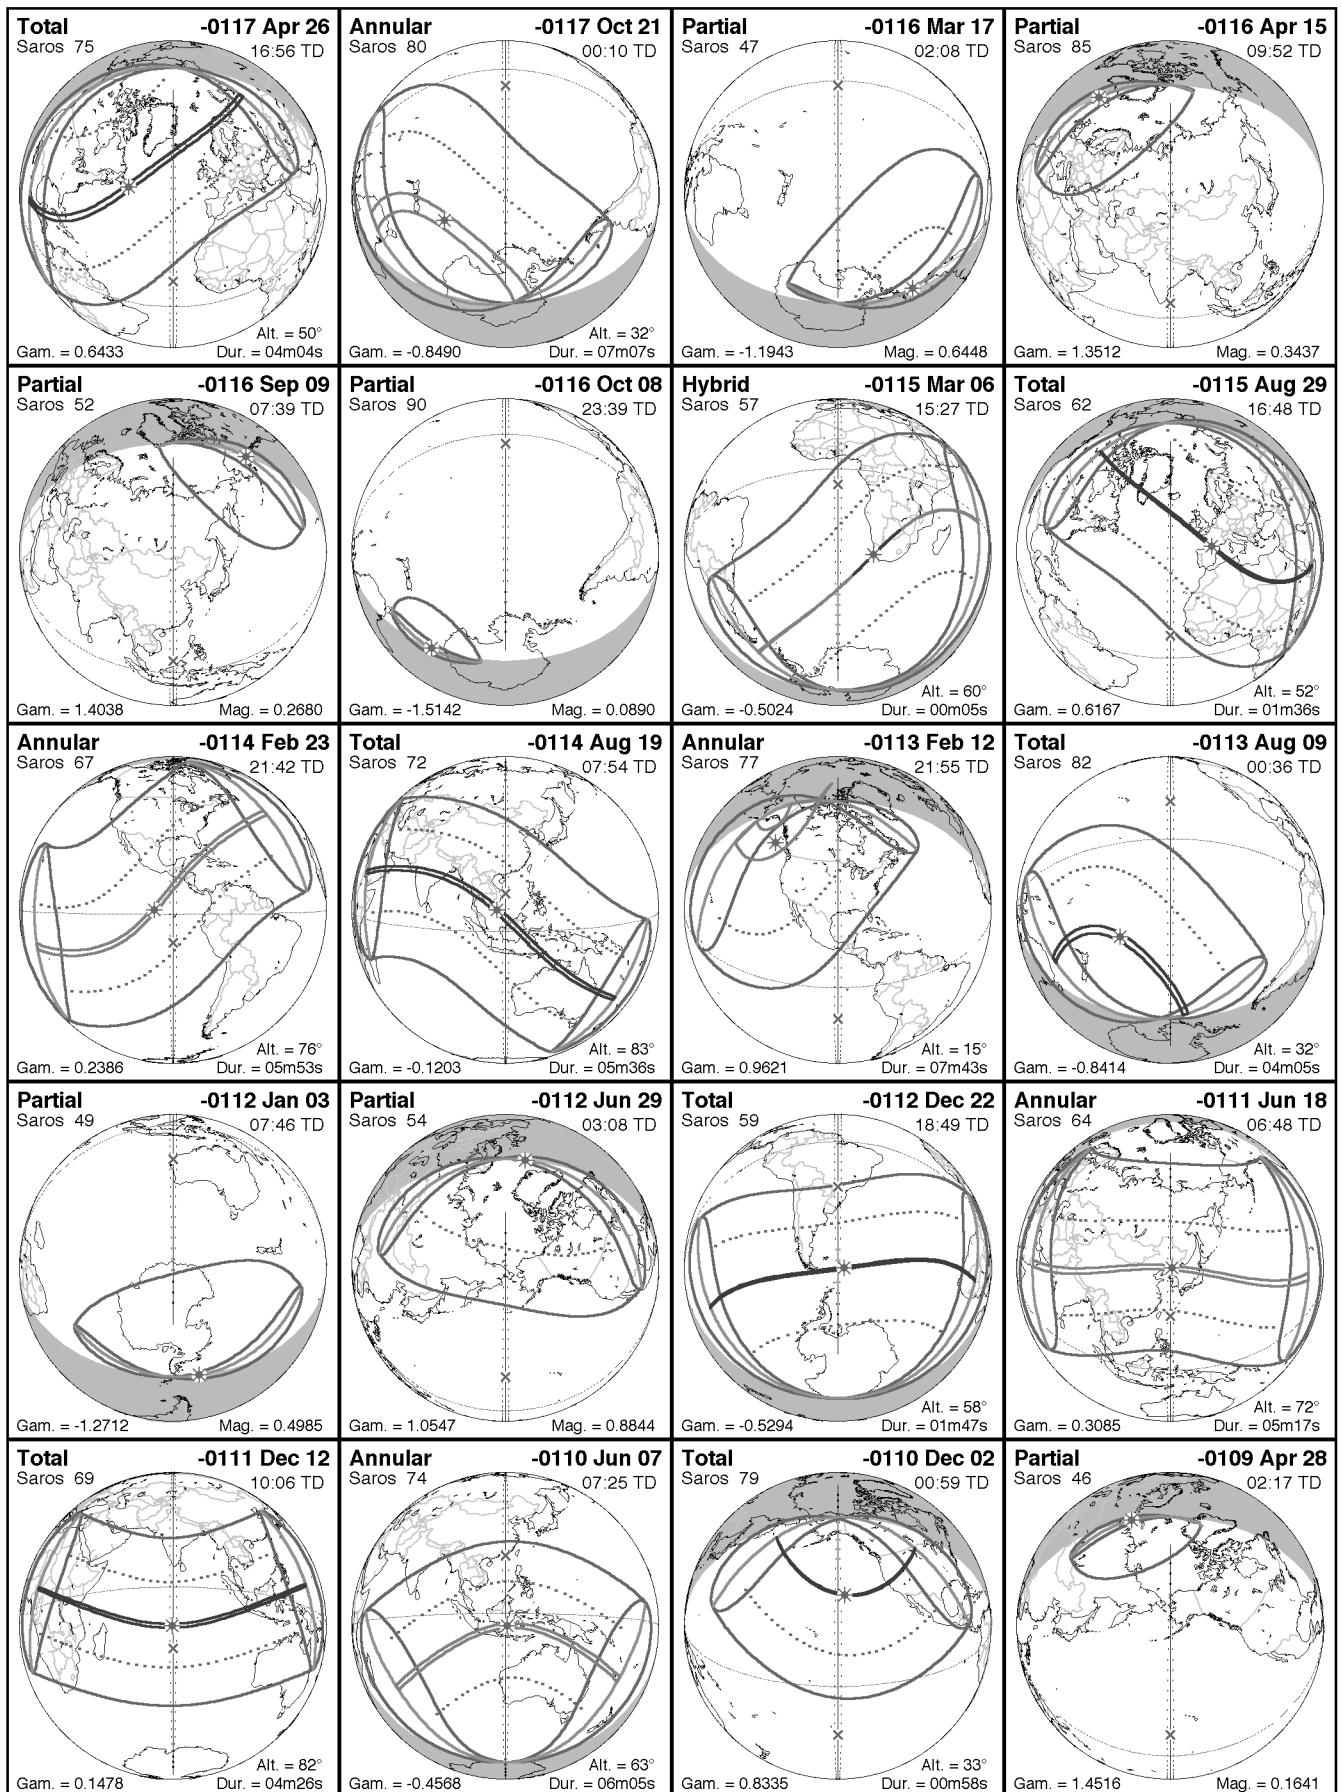 Total -0117 Apr 26
Saros 75 16:56 TD
Alt. = 50°
Gam. = 0.6433 Dur. = 04m04s
Annular -0117 Oct 21
Saros 80 00:10 TD
Alt. = 32°
Gam. = -0.8490 Dur. = 07m07s
Partial -0116 Mar 17
Saros 47 02:08 TD
Gam. = -1.1943 Mag. = 0.6448
Partial -0116 Apr 15
Saros 85 09:52 TD
Gam. = 1.3512 Mag. = 0.3437
Partial -0116 Sep 09
Saros 52 07:39 TD
Gam. = 1.4038 Mag. = 0.2680
Partial -0116 Oct 08
Saros 90 23:39 TD
Gam. = -1.5142 Mag. = 0.0890
Hybrid -0115 Mar 06
Saros 57 15:27 TD
Alt. = 60°
Gam. = -0.5024 Dur. = 00m05s
Total -0115 Aug 29
Saros 62 16:48 TD
Alt. = 52°
Gam. = 0.6167 Dur. = 01m36s
Annular -0114 Feb 23
Saros 67 21:42 TD
Alt. = 76°
Gam. = 0.2386 Dur. = 05m53s
Total -0114 Aug 19
Saros 72 07:54 TD
Alt. = 83°
Gam. = -0.1203 Dur. = 05m36s
Annular -0113 Feb 12
Saros 77 21:55 TD
Alt. = 15°
Gam. = 0.9621 Dur. = 07m43s
Total -0113 Aug 09
Saros 82 00:36 TD
Alt. = 32°
Gam. = -0.8414 Dur. = 04m05s
Partial -0112 Jan 03
Saros 49 07:46 TD
Gam. = -1.2712 Mag. = 0.4985
Partial -0112 Jun 29
Saros 54 03:08 TD
Gam. = 1.0547 Mag. = 0.8844
Total -0112 Dec 22
Saros 59 18:49 TD
Alt. = 58°
Gam. = -0.5294 Dur. = 01m47s
Annular -0111 Jun 18
Saros 64 06:48 TD
Alt. = 72°
Gam. = 0.3085 Dur. = 05m17s
Total -0111 Dec 12
Saros 69 10:06 TD
Alt. = 82°
Gam. = 0.1478 Dur. = 04m26s
Annular -0110 Jun 07
Saros 74 07:25 TD
Alt. = 63°
Gam. = -0.4568 Dur. = 06m05s
Total -0110 Dec 02
Saros 79 00:59 TD
Alt. = 33°
Gam. = 0.8335 Dur. = 00m58s
Partial -0109 Apr 28
Saros 46 02:17 TD
Gam. = 1.4516 Mag. = 0.1641